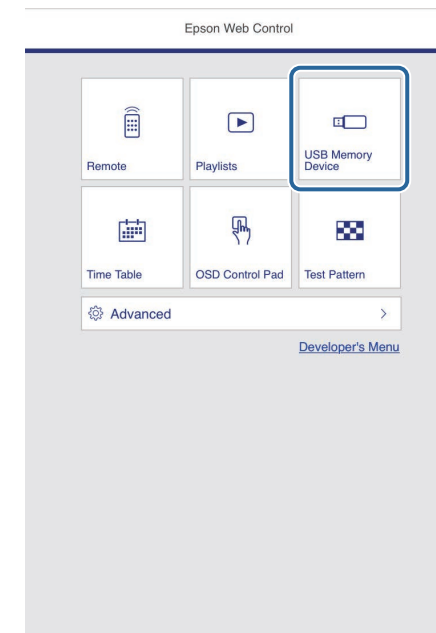 Epson Web Control
Remote
Playlists
USB Memory
Device
Time Table
OSD Control Pad
Test Pattern
Advanced
Developer's Menu